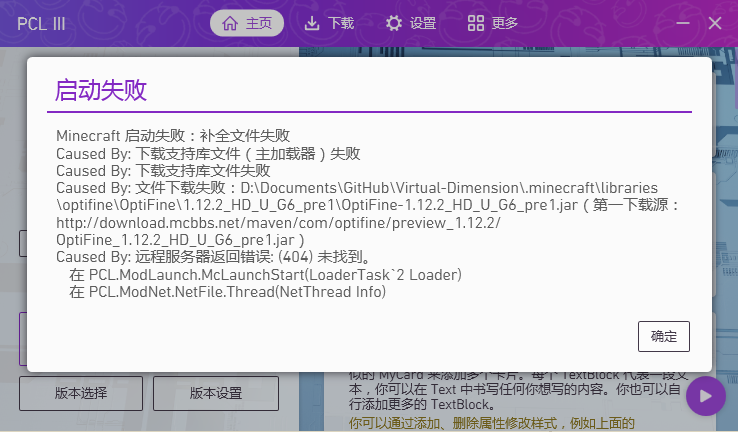 PCL III
主页
下载
设置
更多
启动失败
Minecraft 启动失败：补全文件失败
Caused By: 下载支持库文件（主加载器）失败
Caused By: 下载支持库文件失败
Caused By: 文件下载失败：D:\Documents\GitHub\Virtual-Dimension\.minecraft\libraries
\optifine\OptiFine\1.12.2_HD_U_G6_pre1\OptiFine-1.12.2_HD_U_G6_pre1.jar（第一下载源：
http://download.mcbbs.net/maven/com/optifine/preview_1.12.2/
OptiFine_1.12.2_HD_U_G6_pre1.jar）
Caused By: 远程服务器返回错误: (404) 未找到。
在 PCL.ModLaunch.McLaunchStart(LoaderTask`2 Loader)
在 PCL.ModNet.NetFile.Thread(NetThread Info)
确定
版本选择
版本设置
似的 MyCard 来添加多个卡片。每个 TextBlock 代表一段文
本，你可以在 Text 中书写任何你想写的内容。你也可以自
行添加更多的 TextBlock。
你可以通过添加、删除属性修改样式，例如上面的